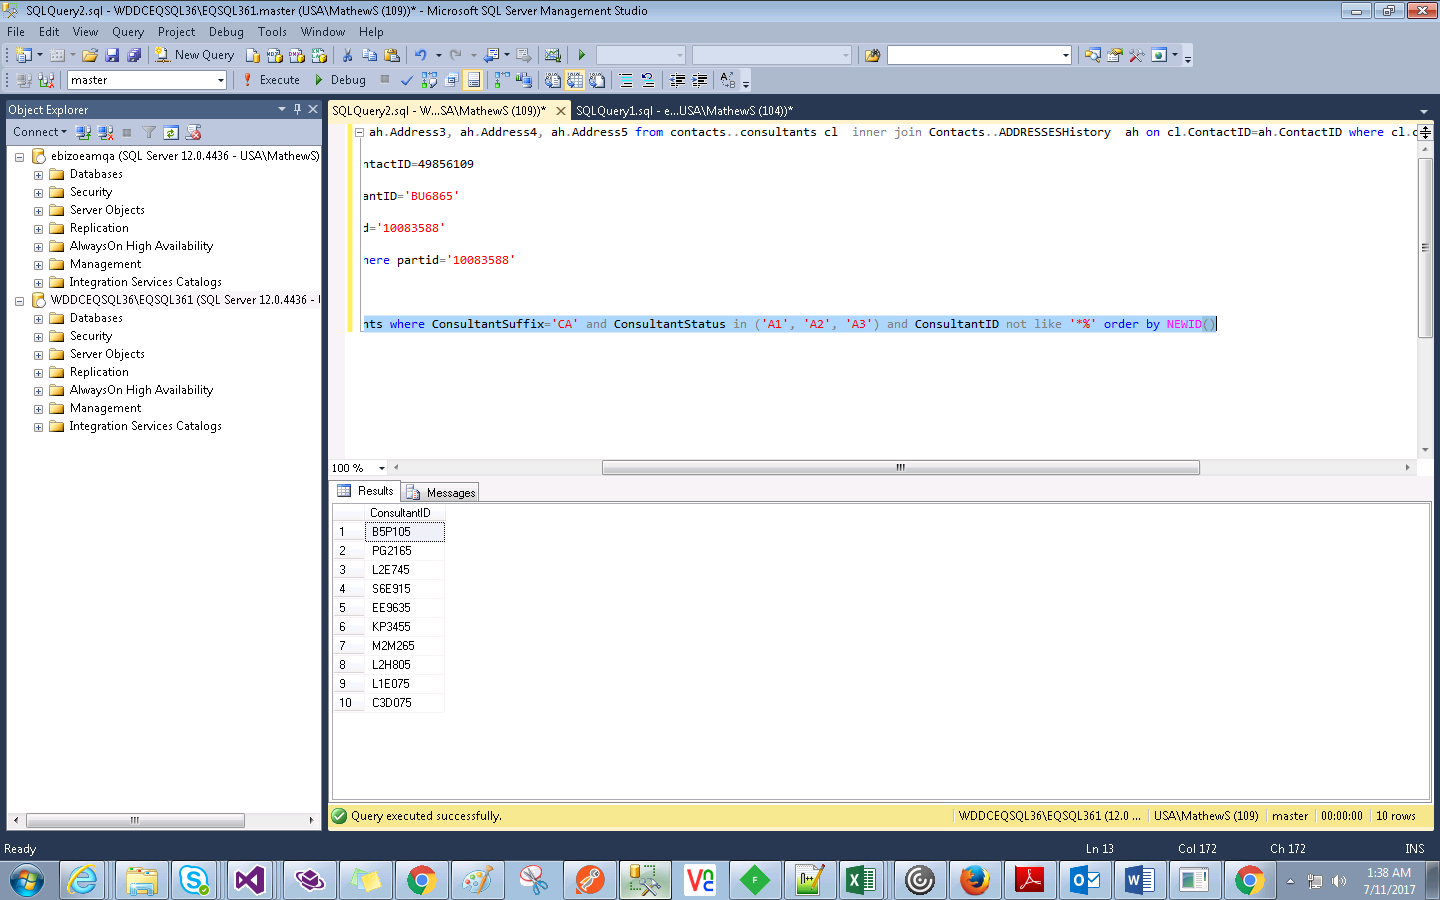 SQLQuery2.sql - WDDCEQSQL36\EQSQL361.master (USA\MathewS (109))* - Microsoft SQL Server Management Studio
File Edit View Query Project Debug Tools Window Help
New Query
master Execute Debug
Object Explorer
Connect
ebizoeamqa (SQL Server 12.0.4436 - USA\MathewS)
Databases
Security
Server Objects
Replication
AlwaysOn High Availability
Management
Integration Services Catalogs
WDDCEQSQL36\EQSQL361 (SQL Server 12.0.4436 -
Databases
Security
Server Objects
Replication
AlwaysOn High Availability
Management
Integration Services Catalogs
SQLQuery2.sql - W...SA\MathewS (109))* SQLQuery1.sql - e...USA\MathewS (104))*
ah.Address3, ah.Address4, ah.Address5 from contacts..consultants cl inner join Contacts..ADDRESSESHistory ah on cl.ContactID=ah.ContactID where cl.c
ntactID=49856109
antID='BU6865'
d='10083588'
here partid='10083588'
nts where ConsultantSuffix='CA' and ConsultantStatus in ('A1', 'A2', 'A3') and ConsultantID not like '*%' order by NEWID()
100 %
Results Messages
ConsultantID
1 B5P105
2 PG2165
3 L2E745
4 S6E915
5 EE9635
6 KP3455
7 M2M265
8 L2H805
9 L1E075
10 C3D075
Query executed successfully. WDDCEQSQL36\EQSQL361 (12.0 ... USA\MathewS (109) master 00:00:00 10 rows
Ready Ln 13 Col 172 Ch 172 INS
1:38 AM
7/11/2017